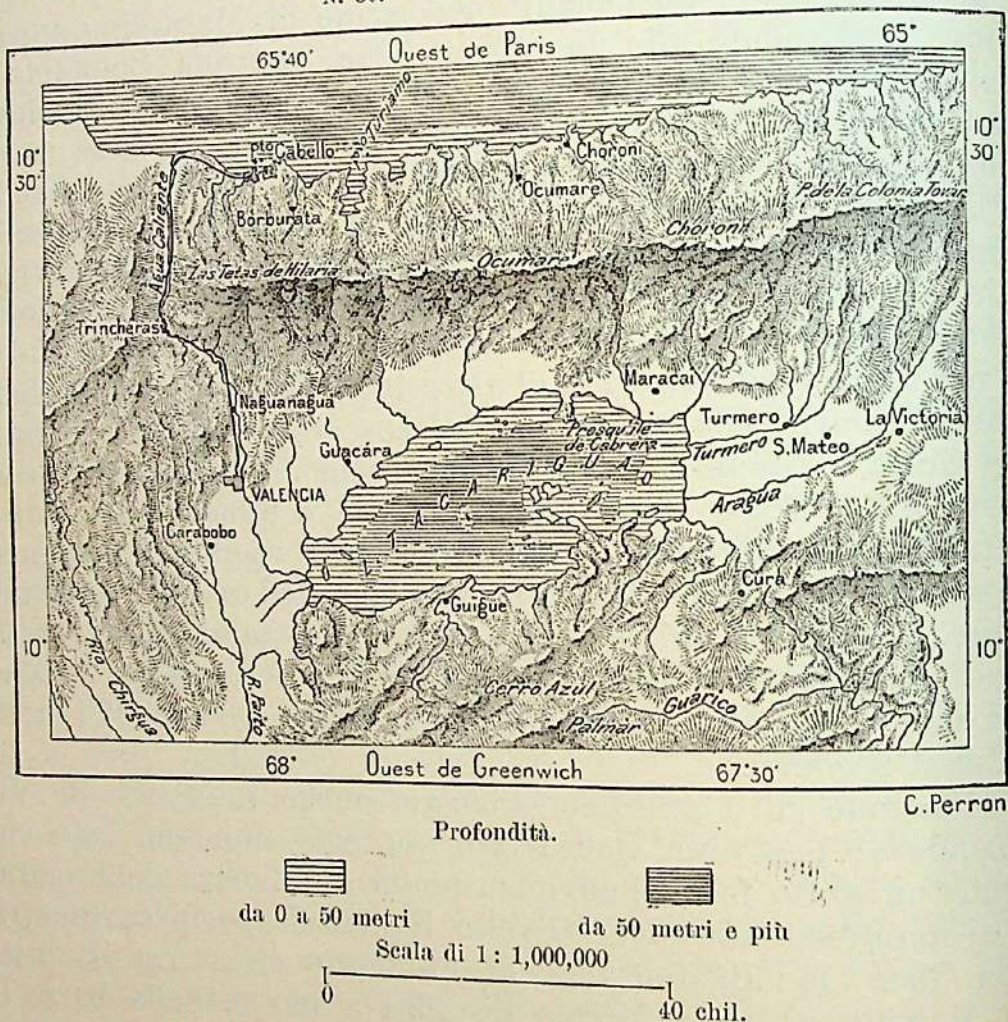 Ouest de Paris
65°40'
65°
10°
30'
10°
30'
Pto Cabello
Turiamo
Choroni
Ocumare
Borburata
P. de la Colonia Tovar
Choroni
Ocumare
Las Tetas de Hilaria
Agua Caliente
Trincheras
Naguanagua
Maracai
Turmero
La Victoria
Presqu'île
de Cabrera
Guacára
Turmero
S. Mateo
TACARIGUA
VALENCIA
Aragua
Carabobo
Cura
Guigue
10°
10°
Rio Chirgua
R. Paito
Cerro Azul
Guarico
Palmar
68°
Ouest de Greenwich
67°30'
C. Perron
Profondità.
da 0 a 50 metri
da 50 metri e più
Scala di 1 : 1,000,000
0
40 chil.